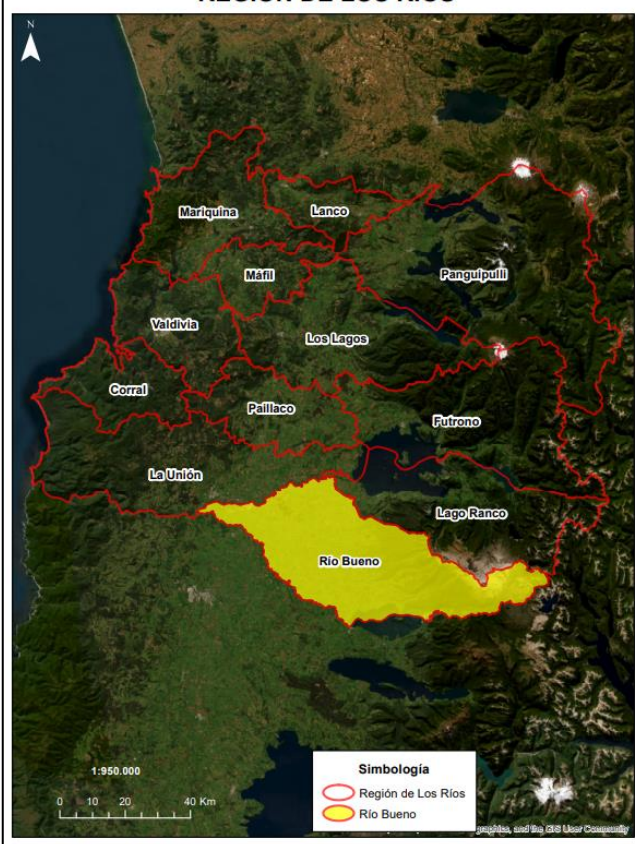 N
Mariquina
Lanco
Máfil
Panguipulli
Valdivia
Los Lagos
Corral
Paillaco
Futrono
La Unión
Lago Ranco
Río Bueno
1:950.000
0 10 20 40 Km
Simbología
Región de Los Ríos
Río Bueno
and the GIS User Community